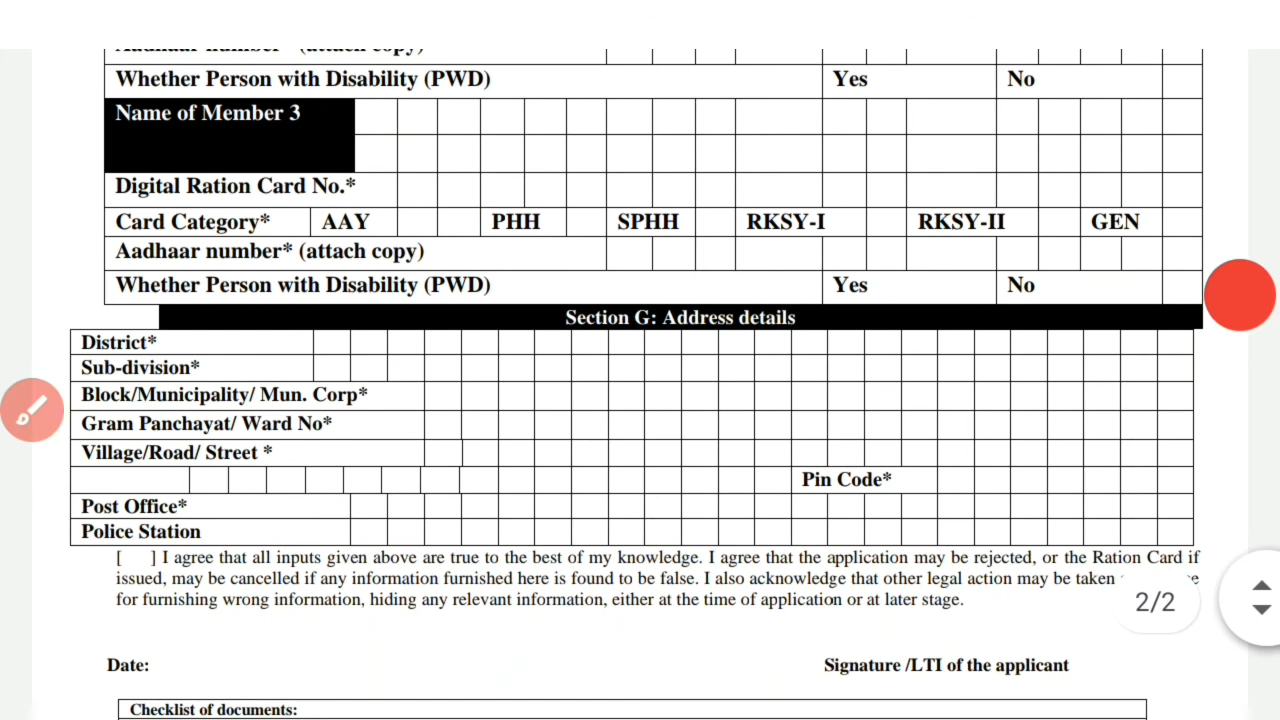 Aadhaar number* (attach copy)
Whether Person with Disability (PWD) Yes No
Name of Member 3
Digital Ration Card No.*
Card Category* AAY PHH SPHH RKSY-I RKSY-II GEN
Aadhaar number* (attach copy)
Whether Person with Disability (PWD) Yes No
Section G: Address details
District*
Sub-division*
Block/Municipality/ Mun. Corp*
Gram Panchayat/ Ward No*
Village/Road/ Street *
Pin Code*
Post Office*
Police Station
[ ] I agree that all inputs given above are true to the best of my knowledge. I agree that the application may be rejected, or the Ration Card if
issued, may be cancelled if any information furnished here is found to be false. I also acknowledge that other legal action may be taken
for furnishing wrong information, hiding any relevant information, either at the time of application or at later stage.
2/2
Date: Signature /LTI of the applicant
Checklist of documents: